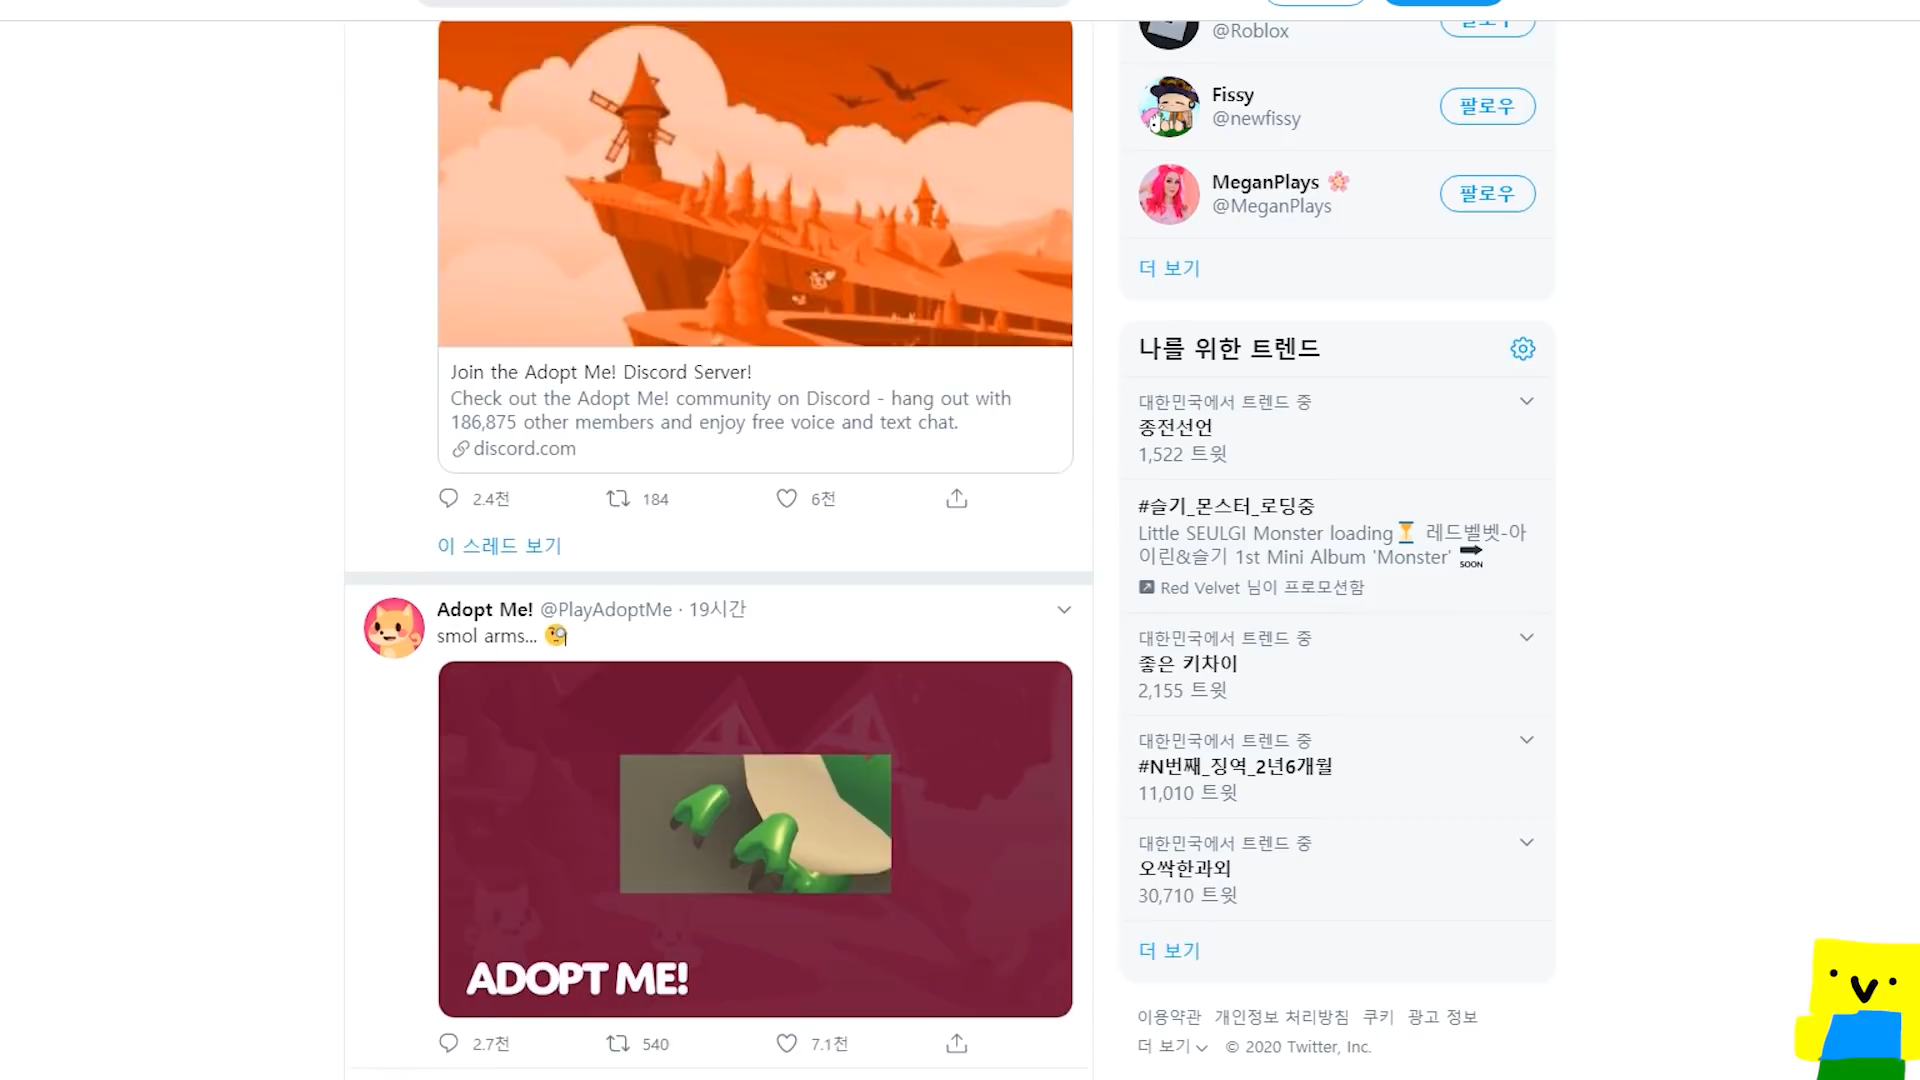 Join the Adopt Me! Discord Server!
Check out the Adopt Me! community on Discord - hang out with
186,875 other members and enjoy free voice and text chat.
discord.com
2.4천 184 6천
이 스레드 보기
Adopt Me! @PlayAdoptMe · 19시간
smol arms...
ADOPT ME!
2.7천 540 7.1천
@Roblox
팔로우
Fissy
@newfissy
팔로우
MeganPlays
@MeganPlays
팔로우
더 보기
나를 위한 트렌드
대한민국에서 트렌드 중
종전선언
1,522 트윗
#슬기_몬스터_로딩중
Little SEULGI Monster loading 레드벨벳-아
이린&슬기 1st Mini Album 'Monster' SOON
Red Velvet 님이 프로모션함
대한민국에서 트렌드 중
좋은 키차이
2,155 트윗
대한민국에서 트렌드 중
#N번째_징역_2년6개월
11,010 트윗
대한민국에서 트렌드 중
오싹한과외
30,710 트윗
더 보기
이용약관 개인정보 처리방침 쿠키 광고 정보
더 보기 © 2020 Twitter, Inc.